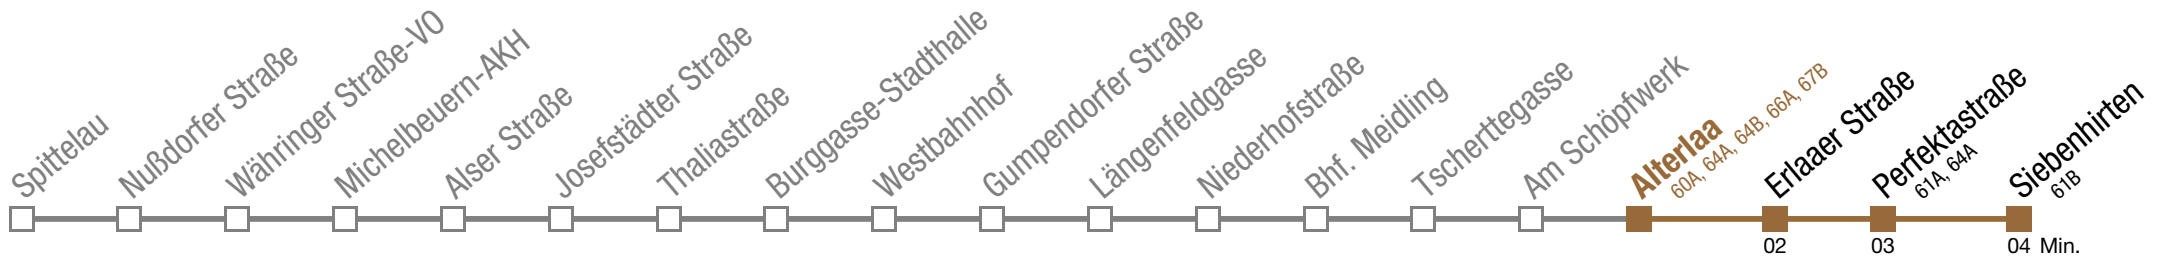 Spittelau
Nußdorfer Straße
Währinger Straße-VO
Michelbeuern-AKH
Alser Straße
Josefstädter Straße
Thaliastraße
Burggasse-Stadthalle
Westbahnhof
Gumpendorfer Straße
Längenfeldgasse
Niederhofstraße
Bhf. Meidling
Tscherttegasse
Am Schöpfwerk
Alterlaa
60A, 64A, 64B, 66A, 67B
Erlaaer Straße
Perfektastraße
61A, 64A
Siebenhirten
61B
02
03
04 Min.